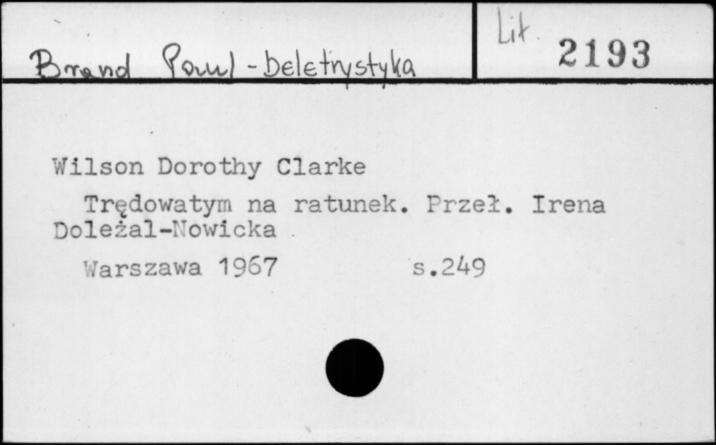 Lit.
2193
Brand Paul - beletrystyka
Wilson Dorothy Clarke
Trędowatym na ratunek. Przeł. Irena
Doleżal-Nowicka
Warszawa 1967 s.249